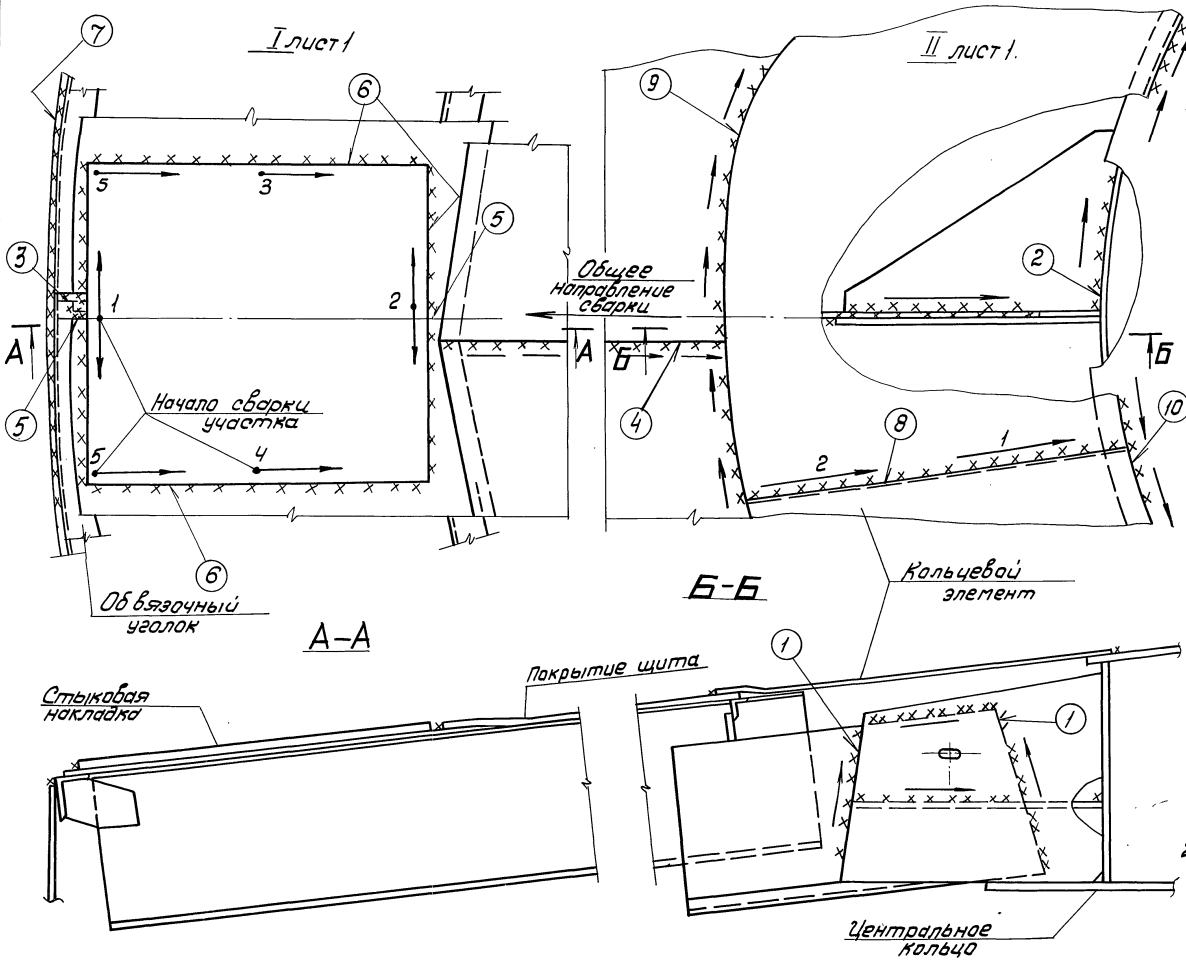 7
I лист 1
6
5
3
3
5
1
2
А
А
5
Начало сварки
участка
5
4
6
Обвязочный
уголок
5
Общее
направление
сварки
II лист 1.
9
2
Б
Б
4
8
1
2
10
Кольцевой
элемент
А-А
Стыковая
накладка
Покрытие щита
Б-Б
1
1
Центральное
кольцо